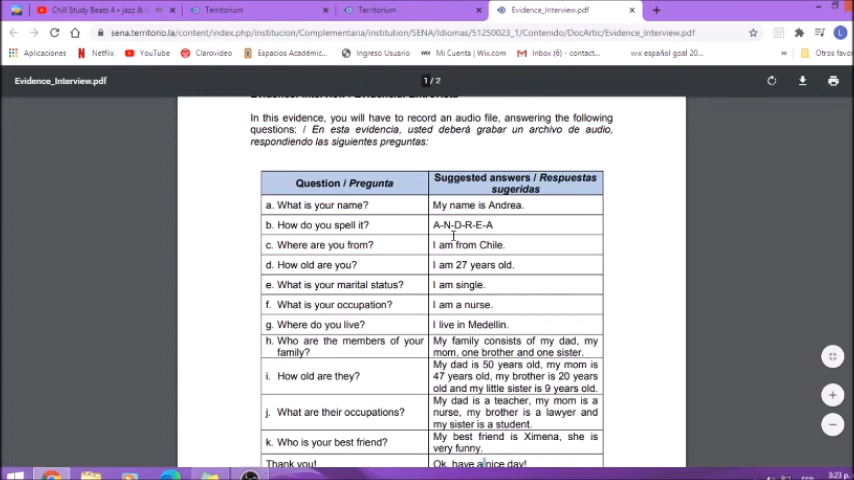 Chill Study Beats 4 • jazz &
Territorium
Territorium
Evidence_Interview.pdf
sena.territorio.la/content/index.php/institucion/Complementaria/institution/SENA/Idiomas/51250023_1/Contenido/DocArtic/Evidence_Interview.pdf
Aplicaciones
Netflix
YouTube
Clarovideo
Espacios Académic...
Ingreso Usuario
Mi Cuenta | Wix.com
Inbox (6) - contact...
wix español goal 20...
Otros favo
Evidence_Interview.pdf
1 / 2
In this evidence, you will have to record an audio file, answering the following
questions: / En esta evidencia, usted deberá grabar un archivo de audio,
respondiendo las siguientes preguntas:
Question / Pregunta
Suggested answers / Respuestas
sugeridas
a. What is your name?
My name is Andrea.
b. How do you spell it?
A-N-D-R-E-A
c. Where are you from?
I am from Chile.
d. How old are you?
I am 27 years old.
e. What is your marital status?
I am single.
f. What is your occupation?
I am a nurse.
g. Where do you live?
I live in Medellín.
h. Who are the members of your
family?
My family consists of my dad, my
mom, one brother and one sister.
i. How old are they?
My dad is 50 years old, my mom is
47 years old, my brother is 20 years
old and my little sister is 9 years old.
j. What are their occupations?
My dad is a teacher, my mom is a
nurse, my brother is a lawyer and
my sister is a student.
k. Who is your best friend?
My best friend is Ximena, she is
very funny.
Thank you!
Ok, have a nice day!
3:23 p.